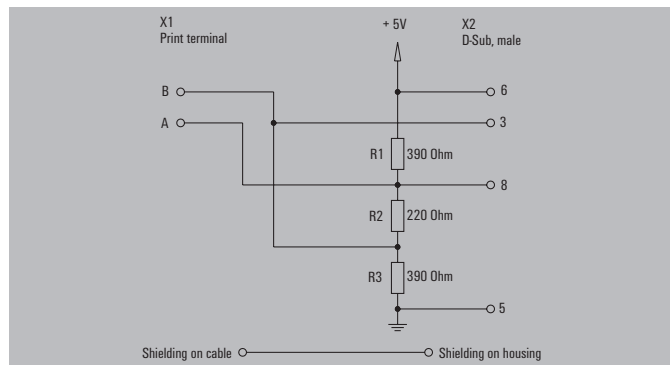 X1
Print terminal
+ 5V
X2
D-Sub, male
B
6
A
3
R1
390 Ohm
8
R2
220 Ohm
R3
390 Ohm
5
Shielding on cable
Shielding on housing